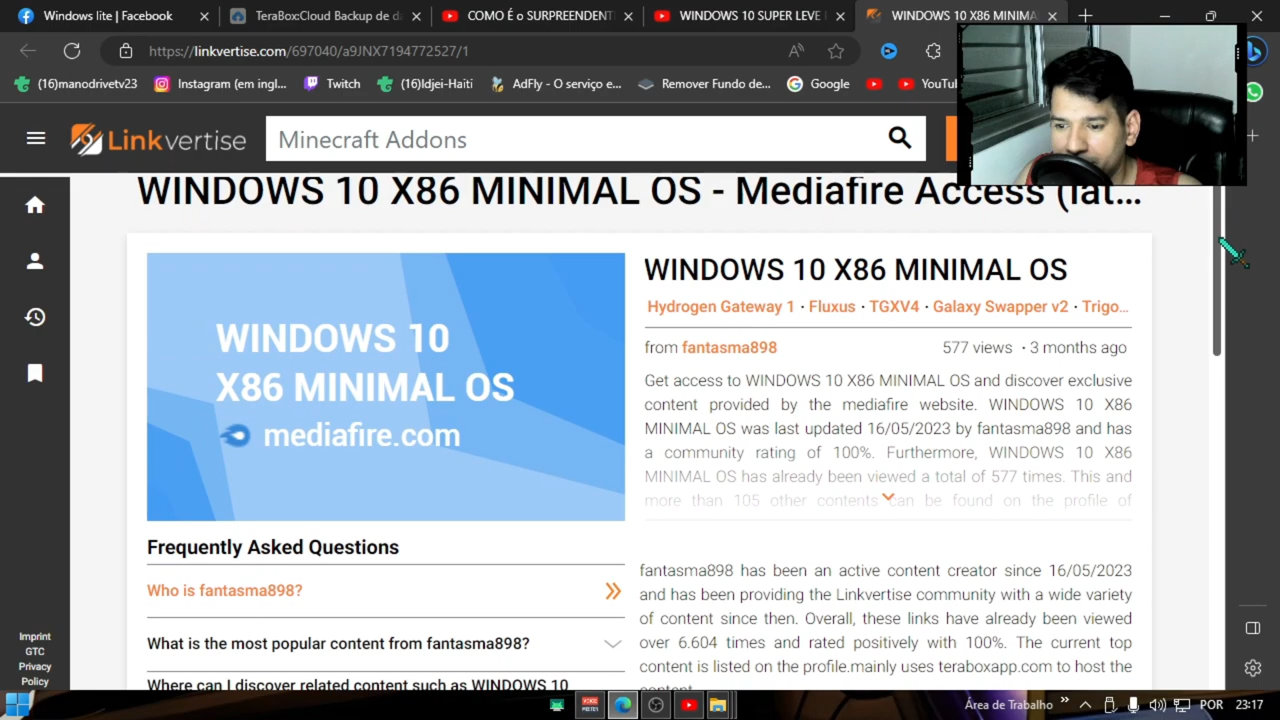 Windows lite | Facebook
TeraBoxCloud Backup de da
COMO É o SURPREENDENT
WINDOWS 10 SUPER LEVE
WINDOWS 10 X86 MINIMA
https://linkvertise.com/697040/a9JNX7194772527/1
(16)manodrivetv23
Instagram (em ingl...
Twitch
(16)Idjei-Haiti
AdFly - O serviço e...
Remover Fundo de...
Google
YouTu
Linkvertise
Minecraft Addons
WINDOWS 10 X86 MINIMAL OS - Mediafire Access (lat...
WINDOWS 10
X86 MINIMAL OS
mediafire.com
WINDOWS 10 X86 MINIMAL OS
Hydrogen Gateway 1 · Fluxus · TGXV4 · Galaxy Swapper v2 · Trigo...
from fantasma898
577 views · 3 months ago
Get access to WINDOWS 10 X86 MINIMAL OS and discover exclusive
content provided by the mediafire website. WINDOWS 10 X86
MINIMAL OS was last updated 16/05/2023 by fantasma898 and has
a community rating of 100%. Furthermore, WINDOWS 10 X86
MINIMAL OS has already been viewed a total of 577 times. This and
more than 105 other contents can be found on the profile of
Frequently Asked Questions
Who is fantasma898?
What is the most popular content from fantasma898?
Where can I discover related content such as WINDOWS 10
fantasma898 has been an active content creator since 16/05/2023
and has been providing the Linkvertise community with a wide variety
of content since then. Overall, these links have already been viewed
over 6.604 times and rated positively with 100%. The current top
content is listed on the profile.mainly uses teraboxapp.com to host the
content.
Imprint
GTC
Privacy
Policy
Área de Trabalho
POR
23:17